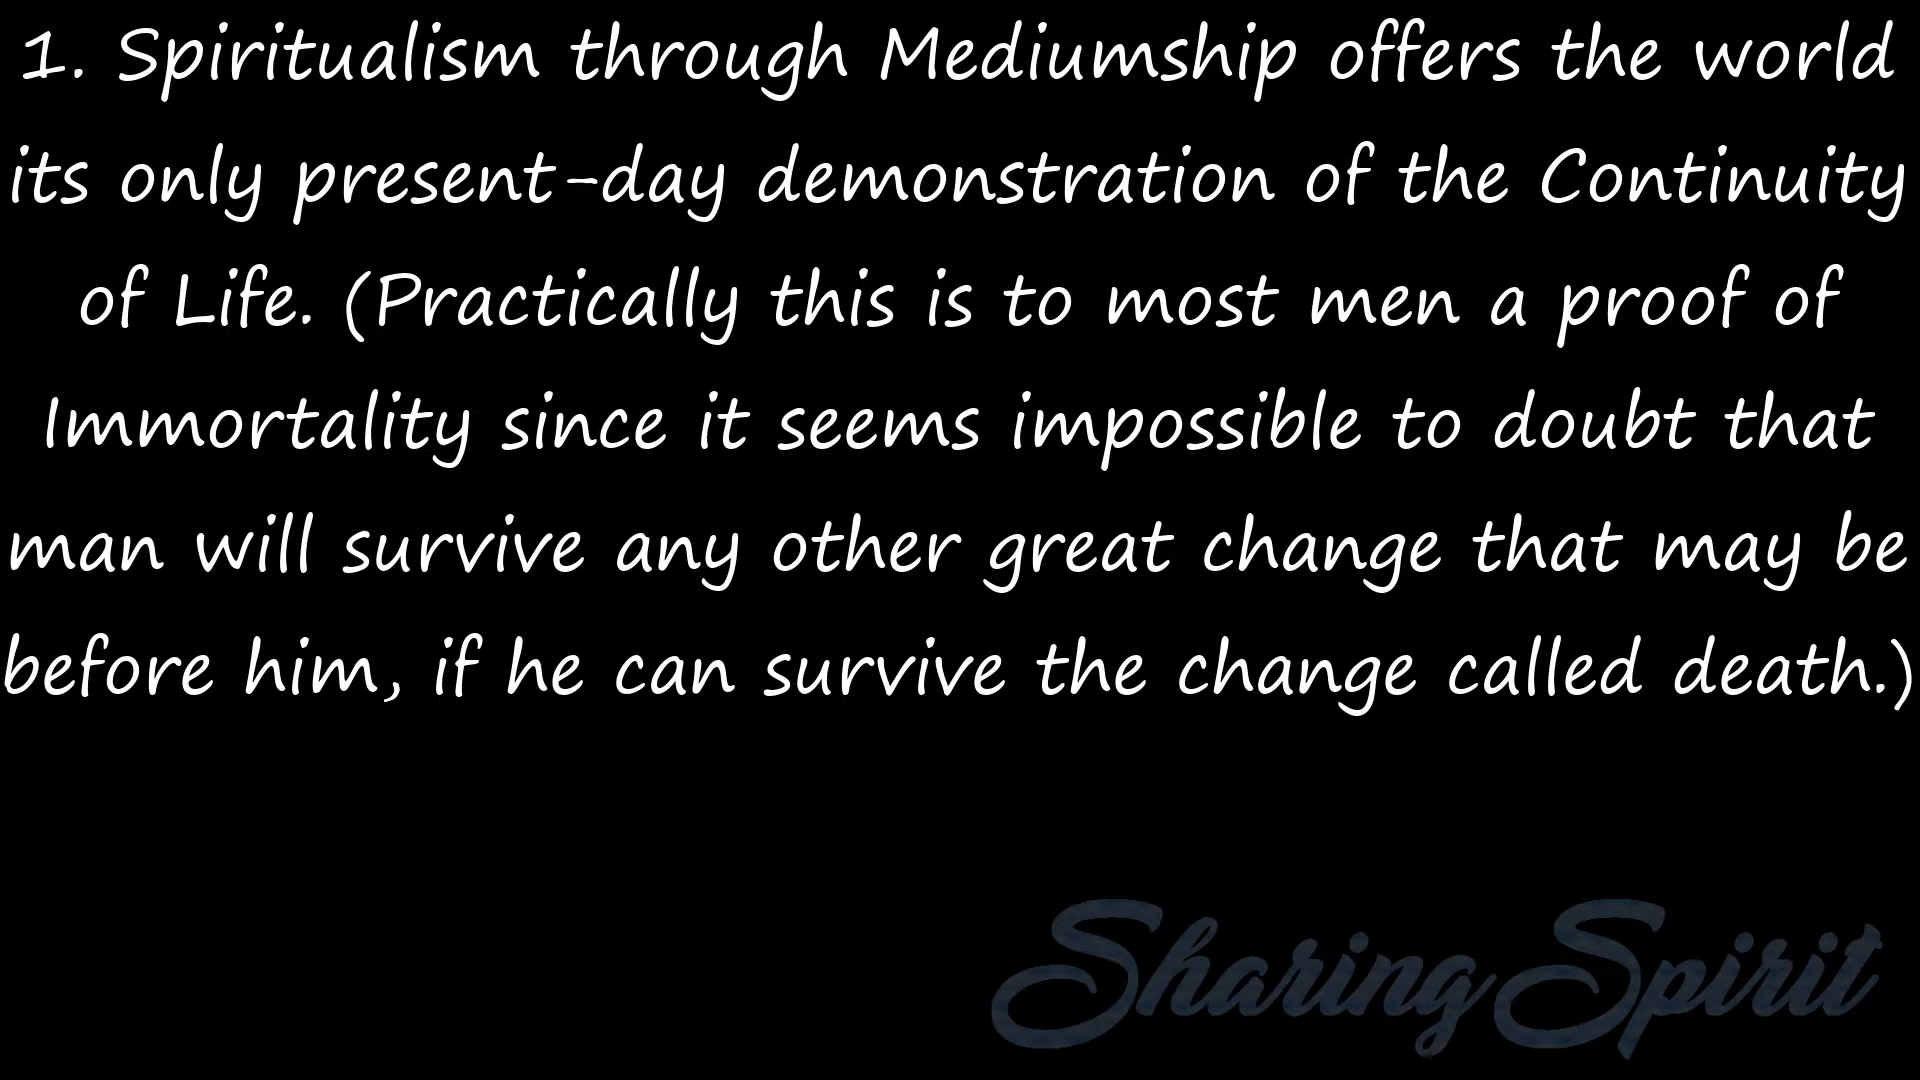 1. Spiritualism through Mediumship offers the world
its only present-day demonstration of the Continuity
of Life. (Practically this is to most men a proof of
Immortality since it seems impossible to doubt that
man will survive any other great change that may be
before him, if he can survive the change called death.)
Sharing Spirit